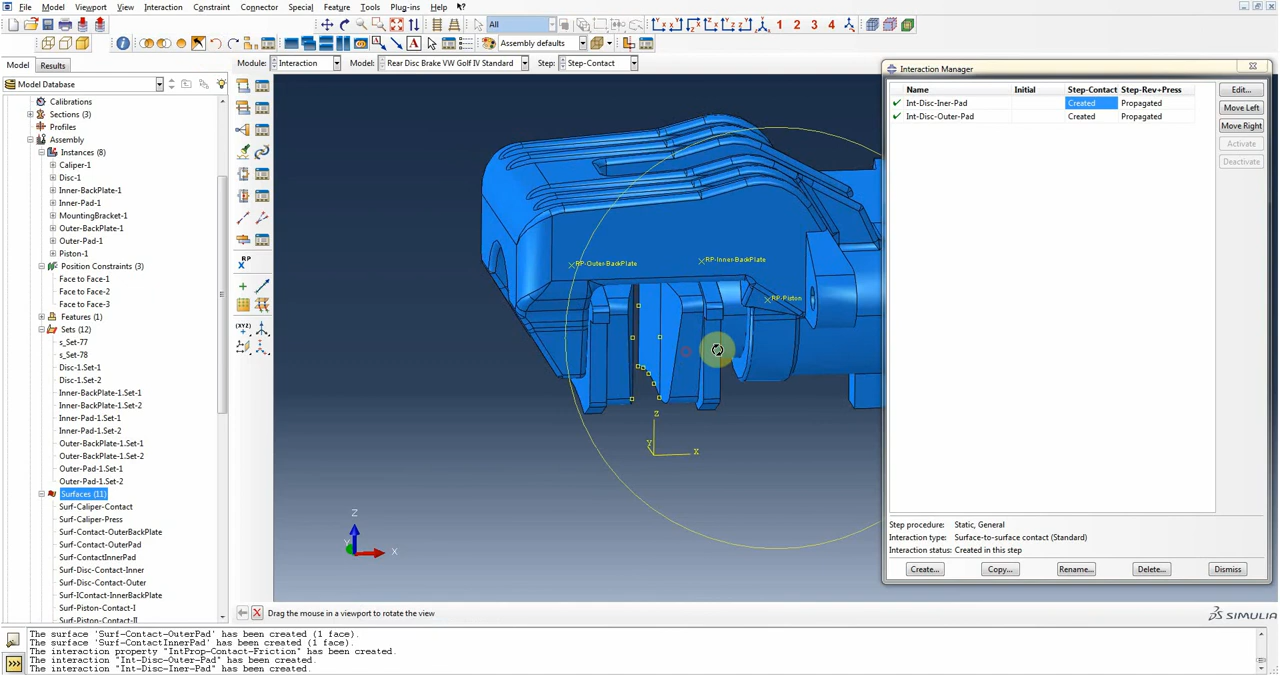 File Model Viewport View Interaction Constraint Connector Special Feature Tools Plug-ins Help
All
1 2 3 4
Assembly defaults
Model Results
Module: Interaction Model: Rear Disc Brake VW Golf IV Standard Step: Step-Contact
Model Database
Calibrations
Sections (3)
Profiles
Assembly
Instances (8)
Caliper-1
Disc-1
Inner-BackPlate-1
Inner-Pad-1
MountingBracket-1
Outer-BackPlate-1
Outer-Pad-1
Piston-1
Position Constraints (3)
Face to Face-1
Face to Face-2
Face to Face-3
Features (1)
Sets (12)
s_Set-77
s_Set-78
Disc-1.Set-1
Disc-1.Set-2
Inner-BackPlate-1.Set-1
Inner-BackPlate-1.Set-2
Inner-Pad-1.Set-1
Inner-Pad-1.Set-2
Outer-BackPlate-1.Set-1
Outer-BackPlate-1.Set-2
Outer-Pad-1.Set-1
Outer-Pad-1.Set-2
Surfaces (11)
Surf-Caliper-Contact
Surf-Caliper-Press
Surf-Contact-OuterBackPlate
Surf-Contact-OuterPad
Surf-ContactInnerPad
Surf-Disc-Contact-Inner
Surf-Disc-Contact-Outer
Surf-IContact-InnerBackPlate
Surf-Piston-Contact-I
Surf-Piston-Contact-II
RP
(XYZ)
RP-Outer-BackPlate
RP-Inner-BackPlate
RP-Piston
Z
Y
X
Z
Y
X
Interaction Manager
Name Initial Step-Contact Step-Rev+Press
Int-Disc-Iner-Pad Created Propagated
Int-Disc-Outer-Pad Created Propagated
Edit...
Move Left
Move Right
Activate
Deactivate
Step procedure: Static, General
Interaction type: Surface-to-surface contact (Standard)
Interaction status: Created in this step
Create... Copy... Rename... Delete... Dismiss
Drag the mouse in a viewport to rotate the view
SIMULIA
The surface 'Surf-Contact-OuterPad' has been created (1 face).
The surface 'Surf-ContactInnerPad' has been created (1 face).
The interaction property "IntProp-Contact-Friction" has been created.
The interaction "Int-Disc-Outer-Pad" has been created.
The interaction "Int-Disc-Iner-Pad" has been created.